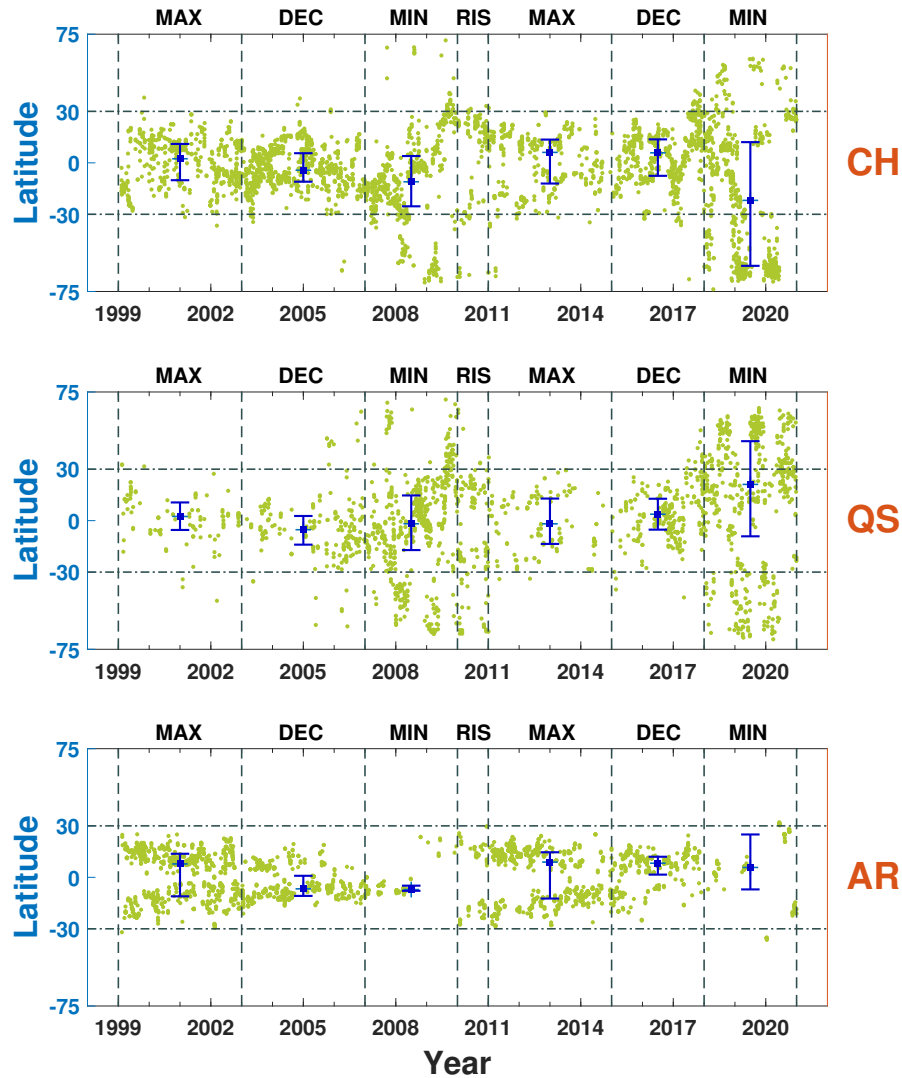 MAX DEC MIN RIS MAX DEC MIN
75
30
0
-30
-75
Latitude
CH
1999 2002 2005 2008 2011 2014 2017 2020
MAX DEC MIN RIS MAX DEC MIN
75
30
0
-30
-75
Latitude
QS
1999 2002 2005 2008 2011 2014 2017 2020
MAX DEC MIN RIS MAX DEC MIN
75
30
0
-30
-75
Latitude
AR
1999 2002 2005 2008 2011 2014 2017 2020
Year